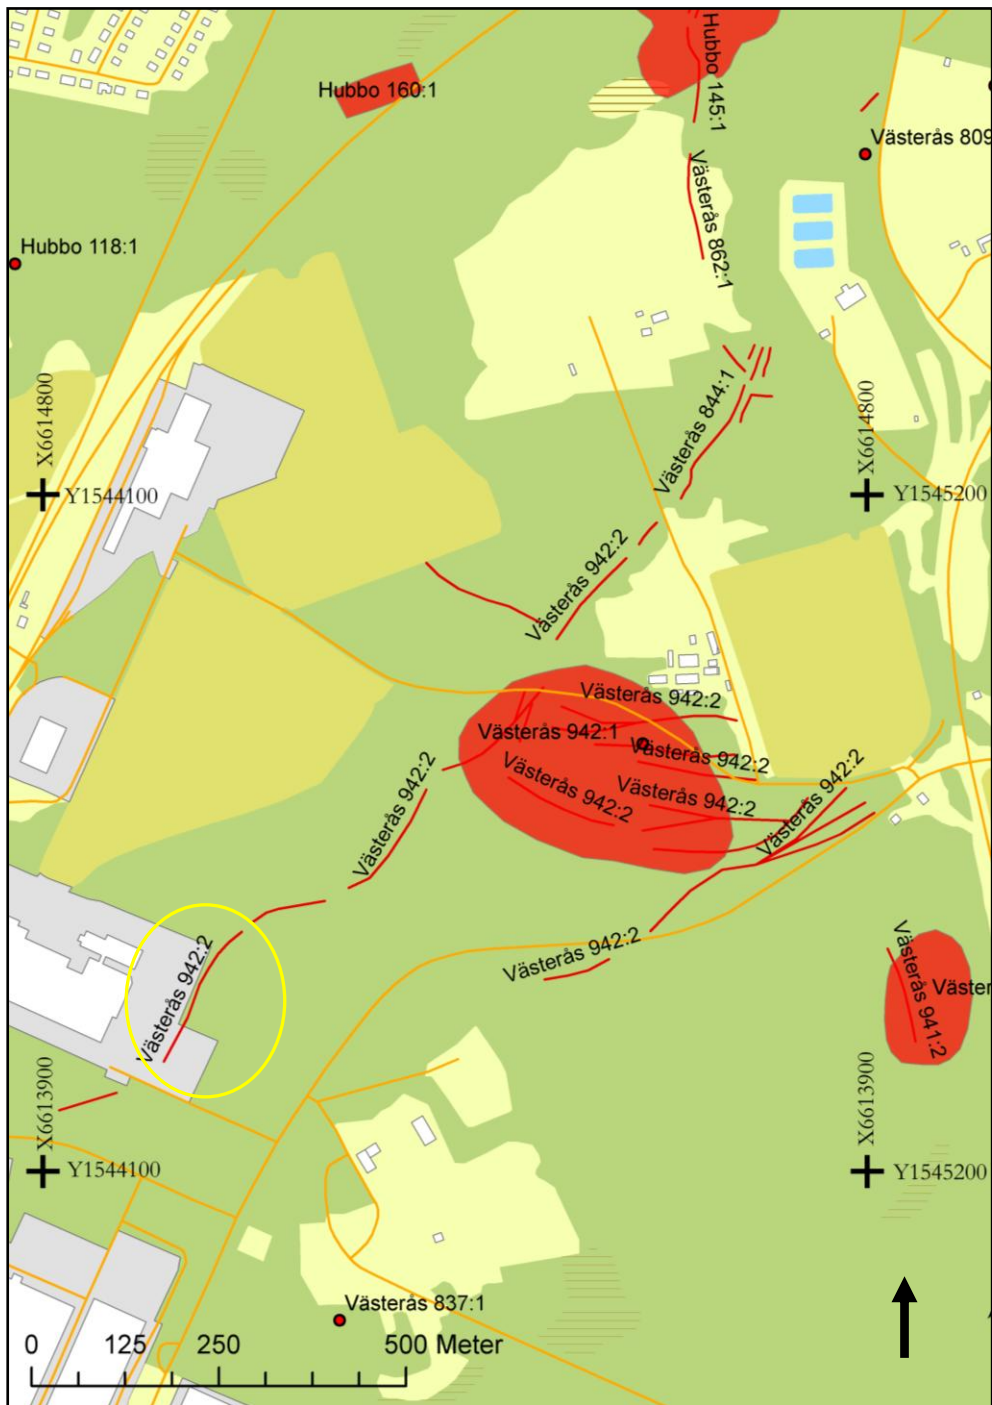 Hubbo 145:1
Hubbo 160:1
Västerås 809
Västerås 862:1
Hubbo 118:1
X6614800
Y1544100
Västerås 844:1
X6614800
Y1545200
Västerås 942:2
Västerås 942:2
Västerås 942:1
Västerås 942:2
Västerås 942:2
Västerås 942:2
Västerås 942:2
Västerås 942:2
Västerås 942:2
Västerås 942:2
Västerås 941:2
Väster
X6613900
Y1544100
X6613900
Y1545200
Västerås 837:1
0 125 250 500 Meter